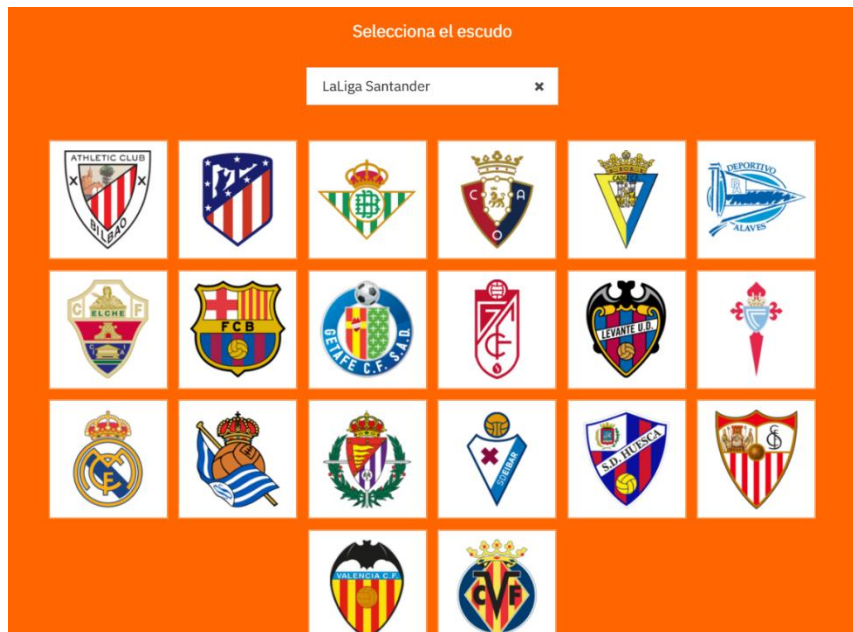 Selecciona el escudo
LaLiga Santander ×
ATHLETIC CLUB
BILBAO
C A
O
CADIZ
DEPORTIVO
ALAVES
C ELCHE F
FCB
GETAFE C.F. S.A.D.
LEVANTE U.D.
SD EIBAR
S.D. HUESCA
VALENCIA C.F.
CVF